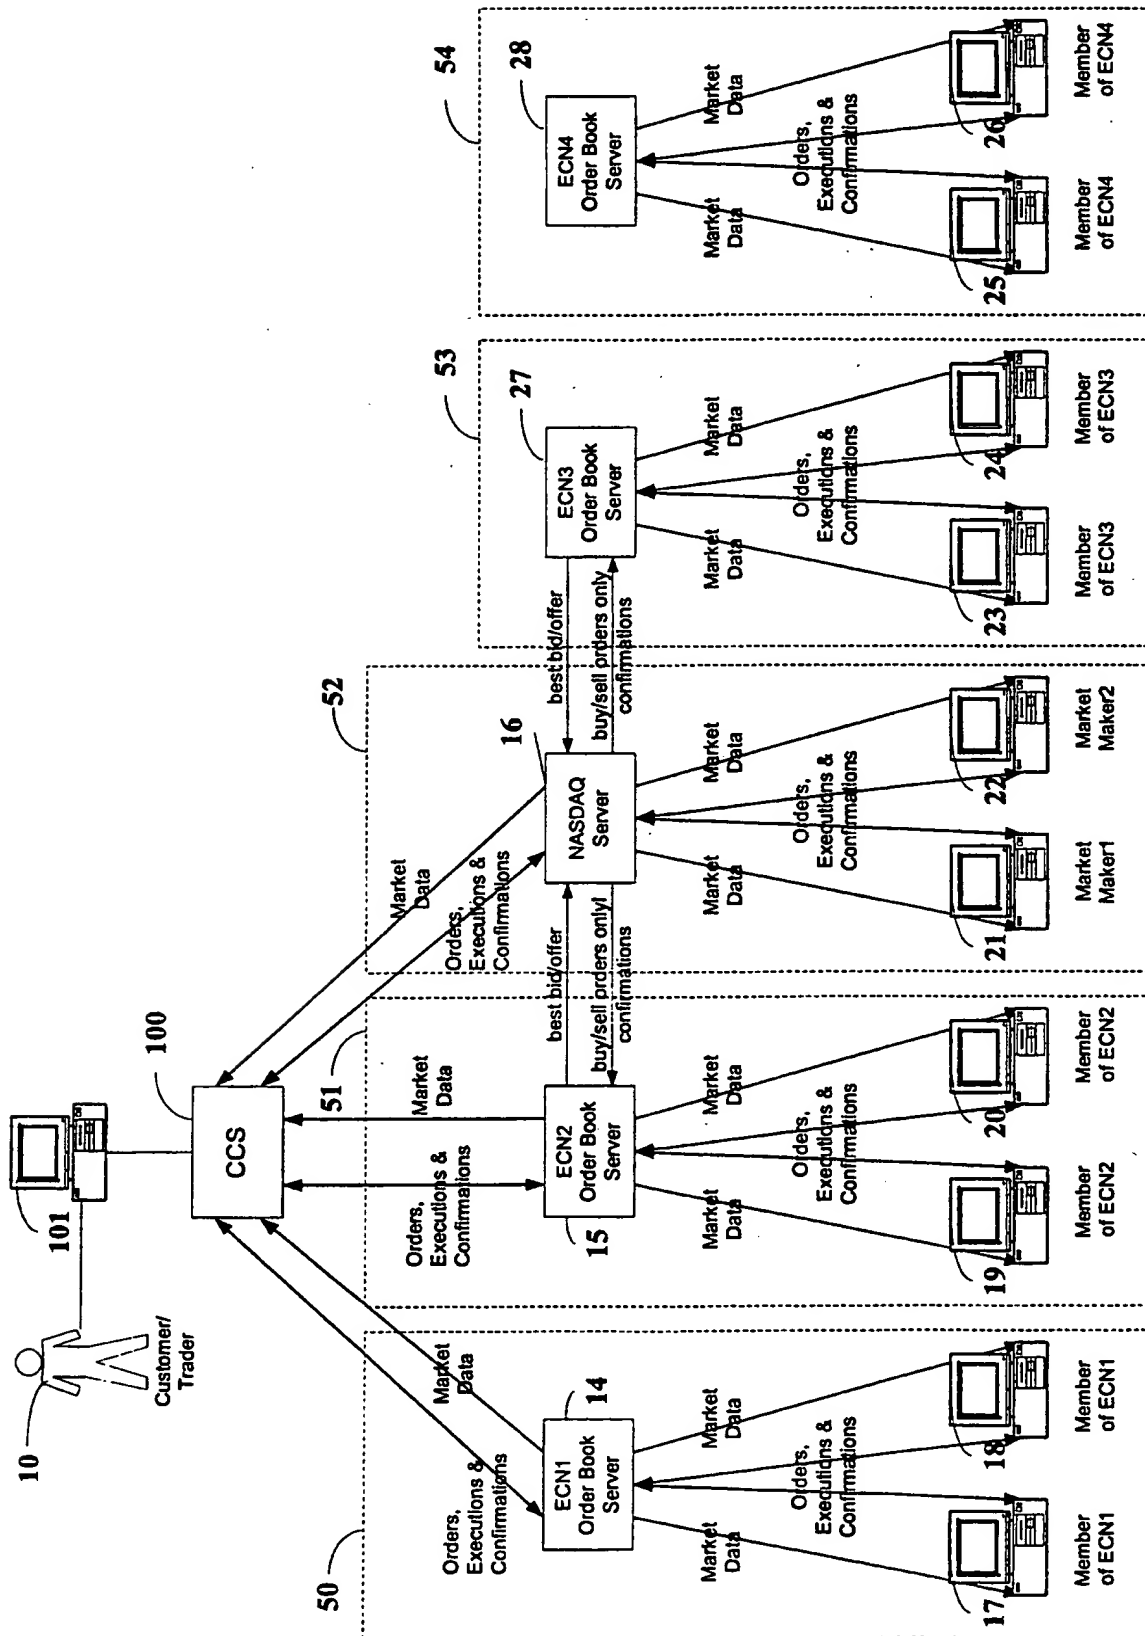 10
Customer/
Trader
101
100
CCS
50
51
52
53
54
Orders,
Executions &
Confirmations
Market
Data
Orders,
Executions &
Confirmations
Market
Data
Market
Data
Orders,
Executions &
Confirmations
14
ECN1
Order Book
Server
15
ECN2
Order Book
Server
best bid/offer
buy/sell orders only
confirmations
16
NASDAQ
Server
best bid/offer
buy/sell orders only
confirmations
27
ECN3
Order Book
Server
28
ECN4
Order Book
Server
Market
Data
Orders,
Executions &
Confirmations
Market
Data
Market
Data
Orders,
Executions &
Confirmations
Market
Data
Market
Data
Orders,
Executions &
Confirmations
Market
Data
Market
Data
Orders,
Executions &
Confirmations
Market
Data
Market
Data
Orders,
Executions &
Confirmations
Market
Data
17
Member
of ECN1
18
Member
of ECN1
19
Member
of ECN2
20
Member
of ECN2
21
Market
Maker1
22
Market
Maker2
23
Member
of ECN3
24
Member
of ECN3
25
Member
of ECN4
26
Member
of ECN4